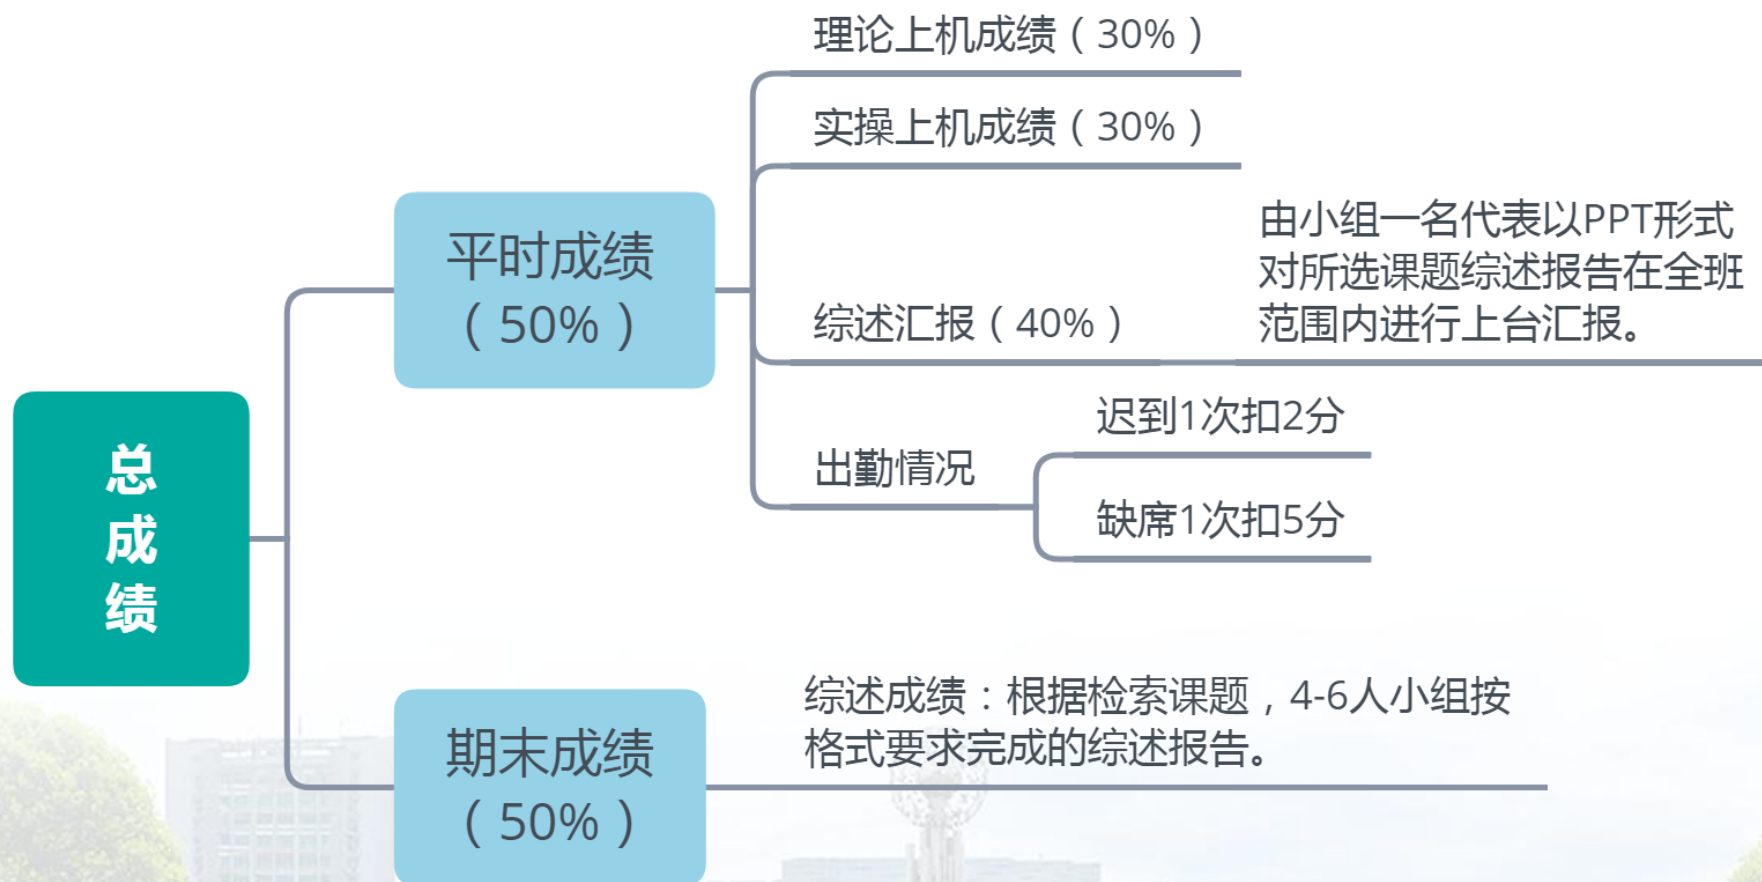 理论上机成绩（30%）
实操上机成绩（30%）
平时成绩
（50%）
综述汇报（40%）
由小组一名代表以PPT形式
对所选课题综述报告在全班
范围内进行上台汇报。
出勤情况
迟到1次扣2分
缺席1次扣5分
总
成
绩
期末成绩
（50%）
综述成绩：根据检索课题，4-6人小组按
格式要求完成的综述报告。